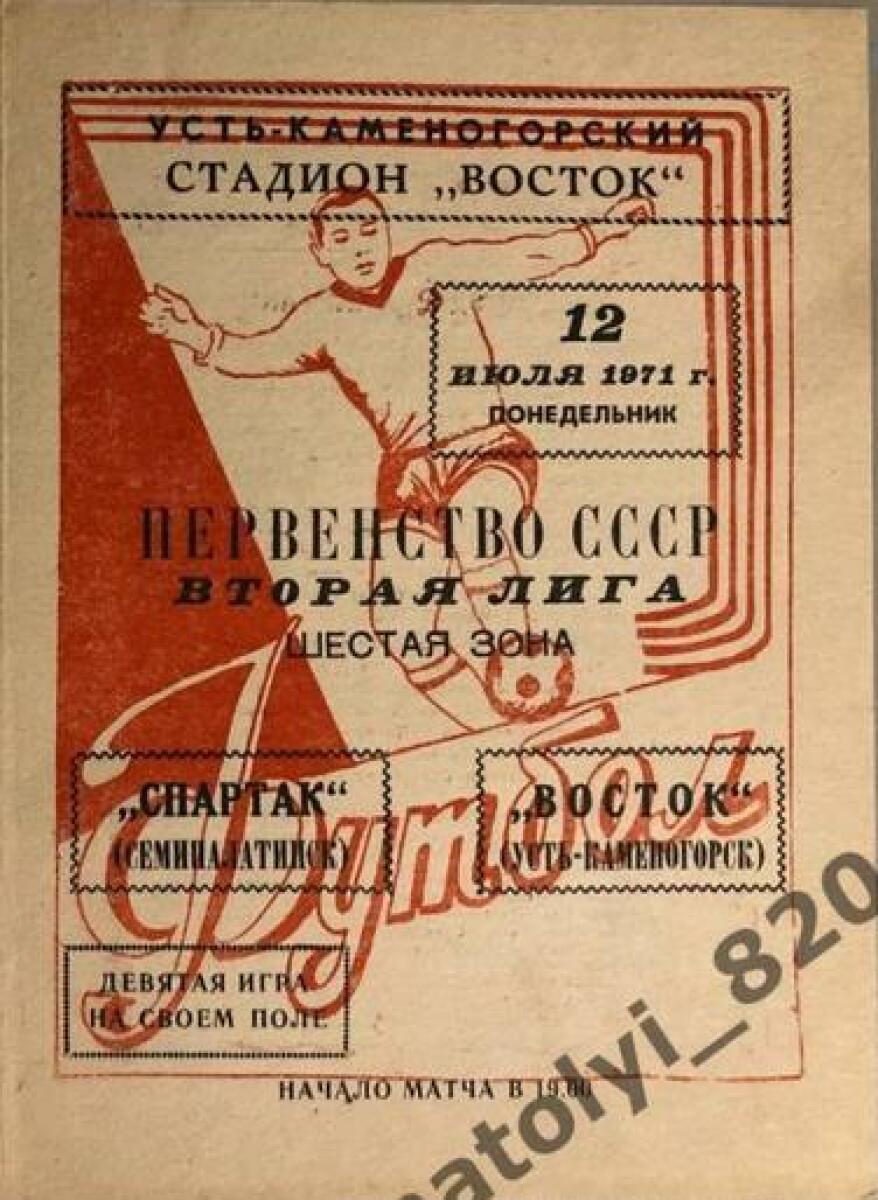 УСТЬ-КАМЕНОГОРСКИЙ
СТАДИОН „ВОСТОК“
12
ИЮЛЯ 1971 г.
ПОНЕДЕЛЬНИК
ПЕРВЕНСТВО СССР
ВТОРАЯ ЛИГА
ШЕСТАЯ ЗОНА
Футбол
„СПАРТАК“
(СЕМИПАЛАТИНСК)
„ВОСТОК“
(УСТЬ-КАМЕНОГОРСК)
ДЕВЯТАЯ ИГРА
НА СВОЕМ ПОЛЕ
НАЧАЛО МАТЧА В 19.00
natolyi_820